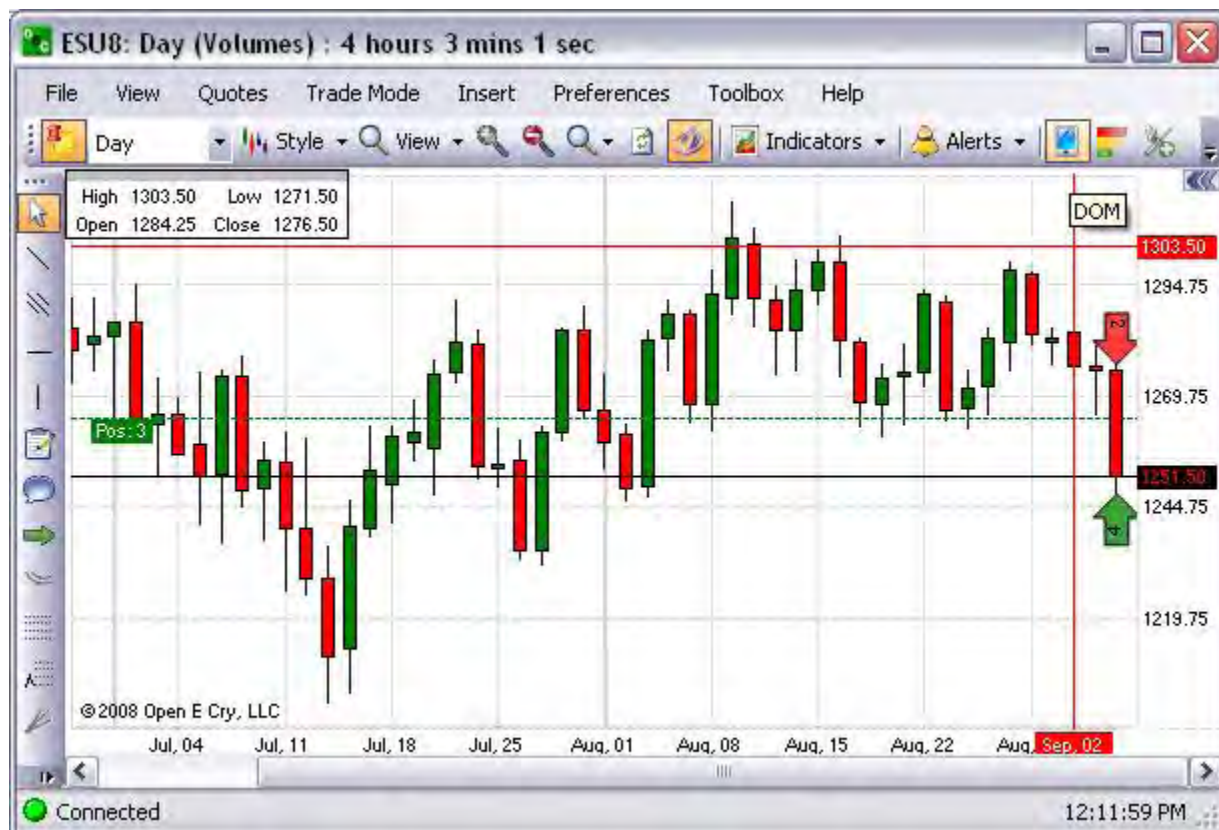 ESU8: Day (Volumes) : 4 hours 3 mins 1 sec
File View Quotes Trade Mode Insert Preferences Toolbox Help
Day Style View Indicators Alerts
High 1303.50 Low 1271.50
Open 1284.25 Close 1276.50
DOM
1303.50
1294.75
2
1269.75
Pos: 3
1251.50
1244.75
4
1219.75
©2008 Open E Cry, LLC
Jul, 04 Jul, 11 Jul, 18 Jul, 25 Aug, 01 Aug, 08 Aug, 15 Aug, 22 Aug, Sep, 02
Connected 12:11:59 PM